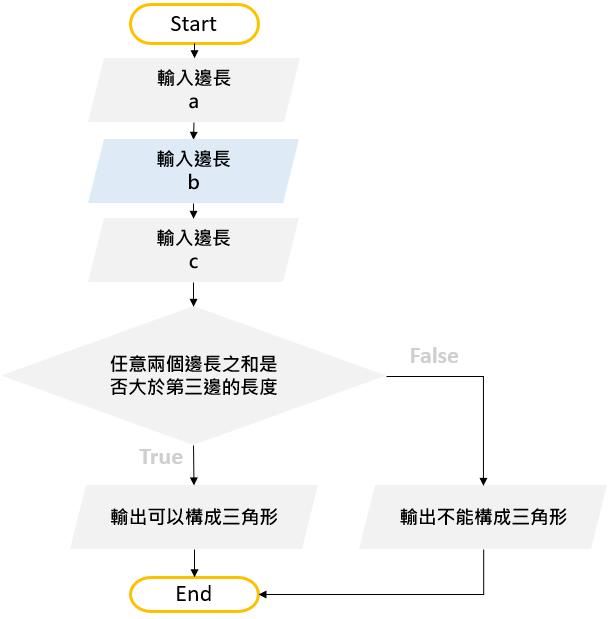 Start
輸入邊長
a
輸入邊長
b
輸入邊長
c
任意兩個邊長之和是
否大於第三邊的長度
False
True
輸出可以構成三角形
輸出不能構成三角形
End